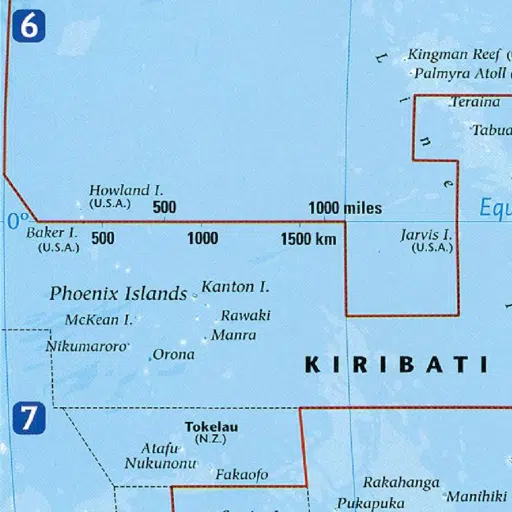 6
Kingman Reef (
Palmyra Atoll (
Line
Teraina
Tabua
Howland I.
(U.S.A.)
500
1000 miles
0°
Equ
Baker I.
(U.S.A.)
500
1000
1500 km
Jarvis I.
(U.S.A.)
Phoenix Islands
Kanton I.
McKean I.
Rawaki
Manra
Nikumaroro
Orona
KIRIBATI
7
Tokelau
(N.Z.)
Atafu
Nukunonu
Fakaofo
Rakahanga
Pukapuka
Manihiki